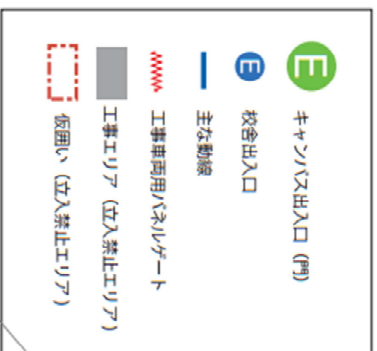 E キャンパス出入口（門）
E 校舎出入口
主な動線
工事車両用パネルゲート
工事エリア（立入禁止エリア）
仮囲い（立入禁止エリア）